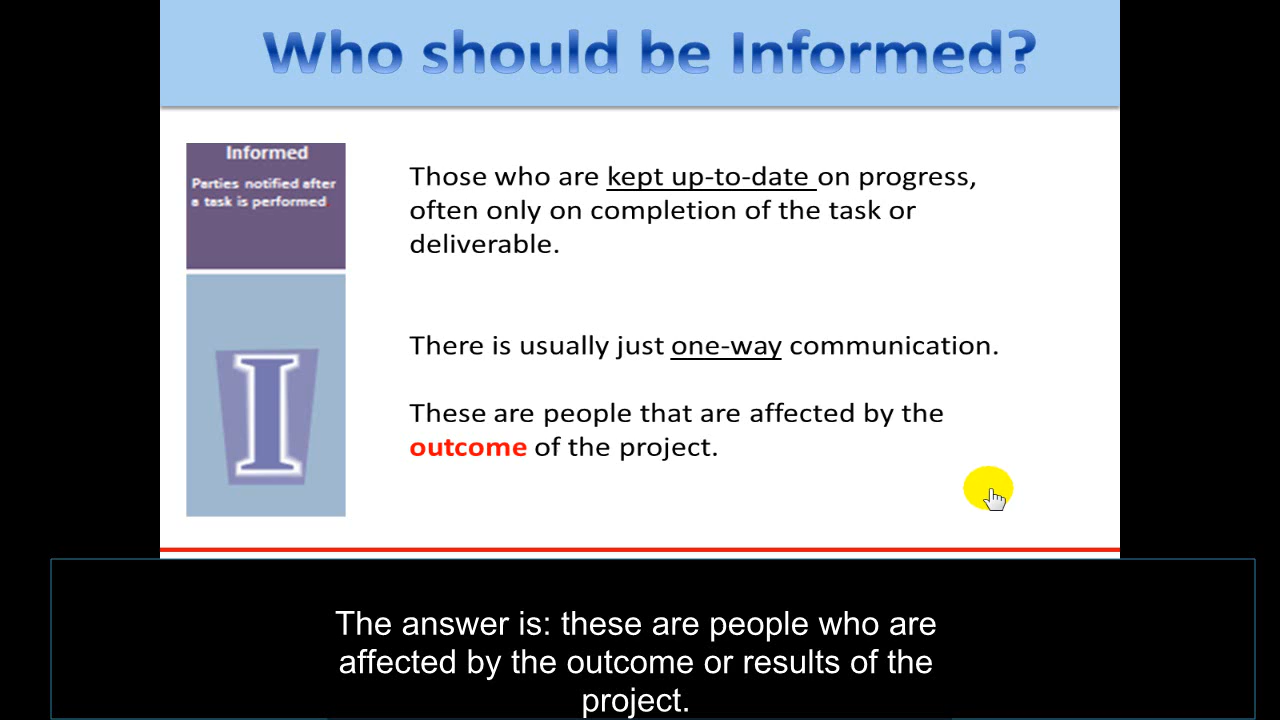 Who should be Informed?
Informed
Parties notified after
a task is performed
Those who are kept up-to-date on progress,
often only on completion of the task or
deliverable.
There is usually just one-way communication.
These are people that are affected by the
outcome of the project.
I
The answer is: these are people who are
affected by the outcome or results of the
project.